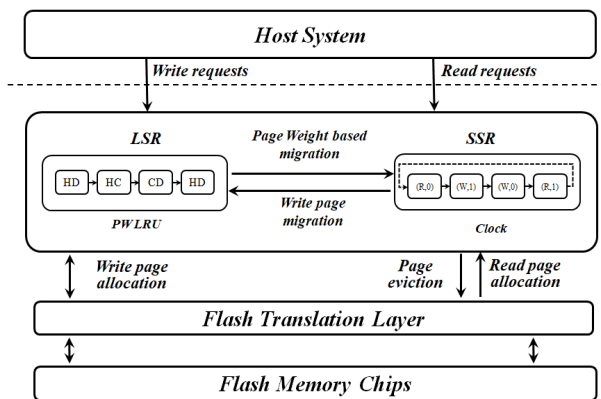 Host System
Write requests
Read requests
LSR
Page Weight based
migration
SSR
HD HC CD HD
(R,0) (W,1) (W,0) (R,1)
Write page
migration
PWLRU
Clock
Write page
allocation
Page
eviction
Read page
allocation
Flash Translation Layer
Flash Memory Chips